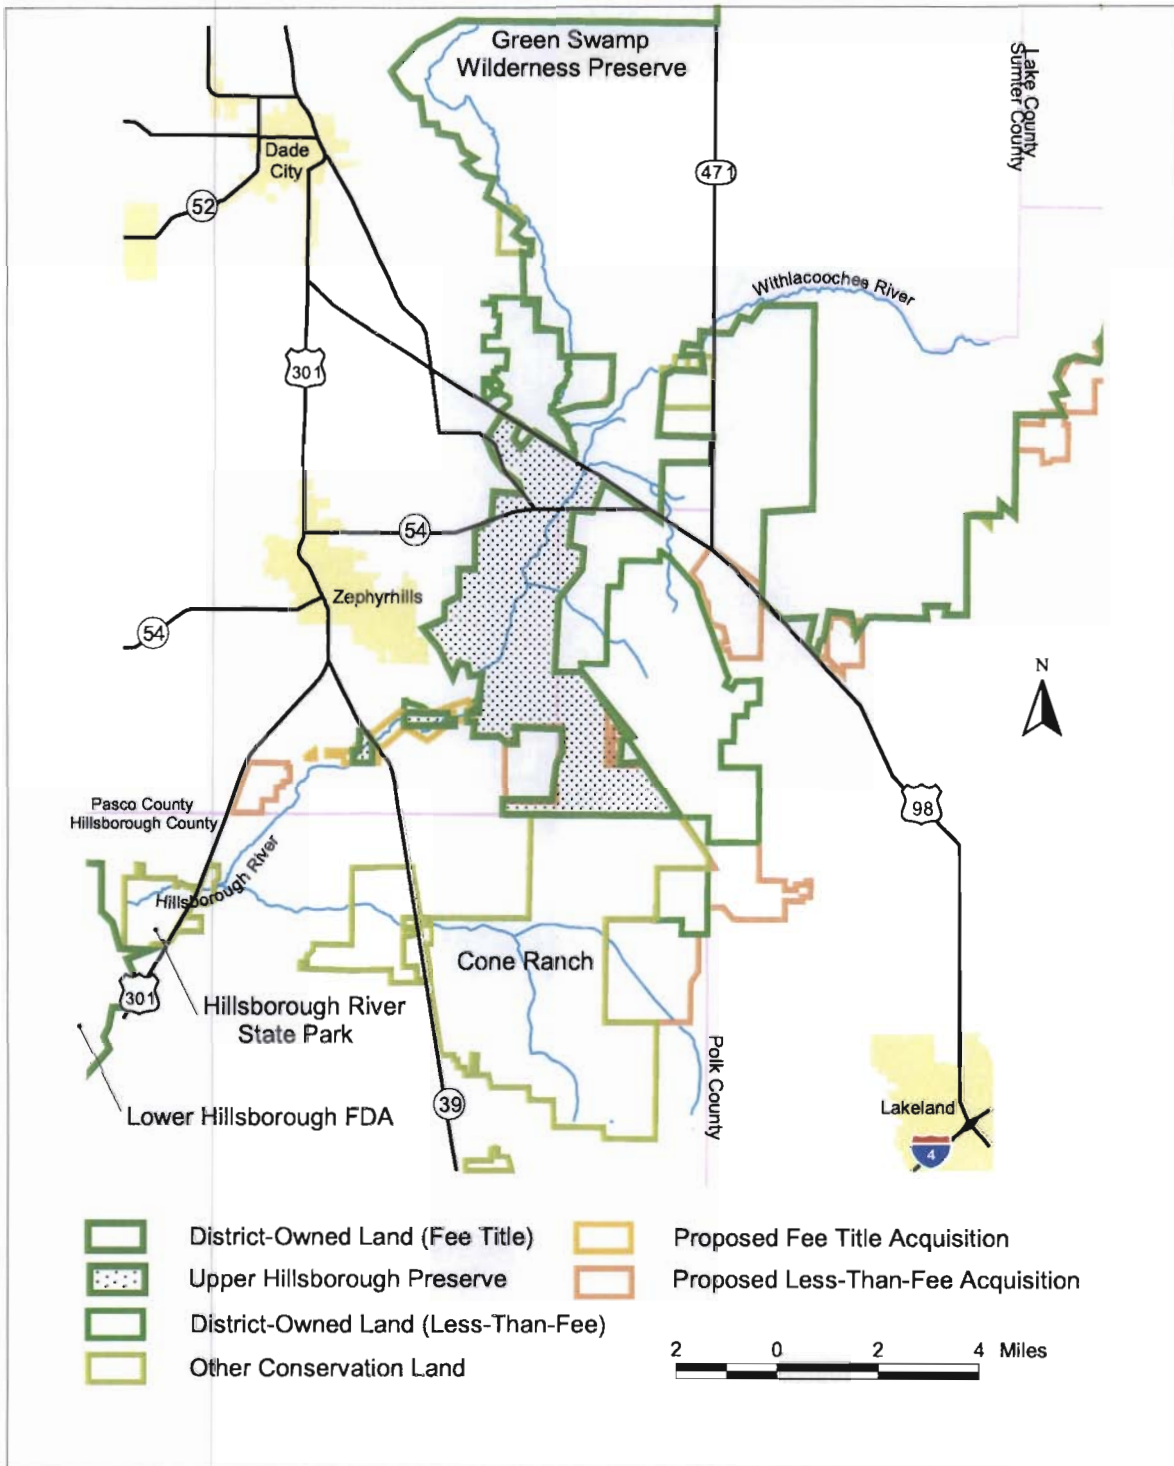 Green Swamp
Wilderness Preserve
Lake County
Sumter County
471
Dade
City
52
Withlacoochee River
301
54
Zephyrhills
54
N
98
Pasco County
Hillsborough County
Hillsborough River
Cone Ranch
301
Hillsborough River
State Park
Polk County
Lower Hillsborough FDA
39
Lakeland
4
District-Owned Land (Fee Title)
Upper Hillsborough Preserve
District-Owned Land (Less-Than-Fee)
Other Conservation Land
Proposed Fee Title Acquisition
Proposed Less-Than-Fee Acquisition
2 0 2 4 Miles